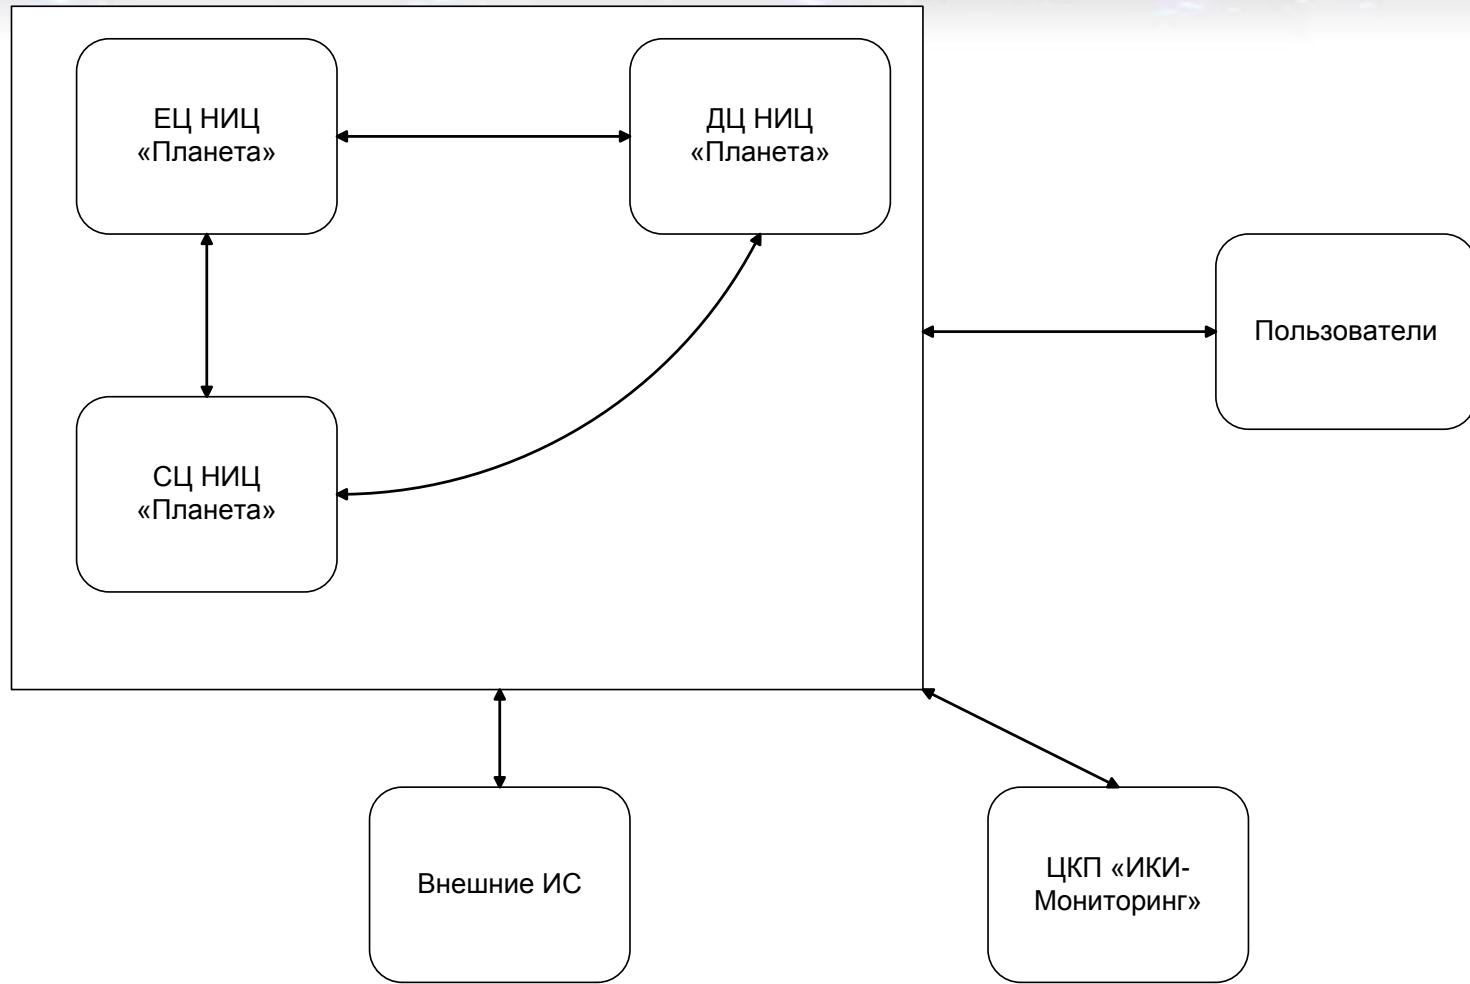 ЕЦ НИЦ
«Планета»
ДЦ НИЦ
«Планета»
Пользователи
СЦ НИЦ
«Планета»
Внешние ИС
ЦКП «ИКИ-
Мониторинг»